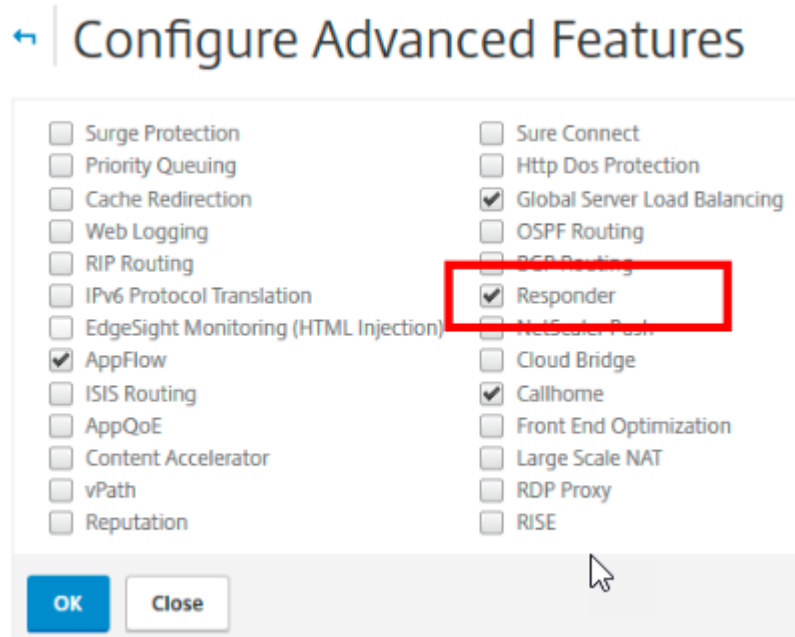 Configure Advanced Features
Surge Protection
Sure Connect
Priority Queuing
Http Dos Protection
Cache Redirection
Global Server Load Balancing
Web Logging
OSPF Routing
RIP Routing
BGP Routing
IPv6 Protocol Translation
Responder
EdgeSight Monitoring (HTML Injection)
NetScaler Push
AppFlow
Cloud Bridge
ISIS Routing
Callhome
AppQoE
Front End Optimization
Content Accelerator
Large Scale NAT
vPath
RDP Proxy
Reputation
RISE
OK
Close